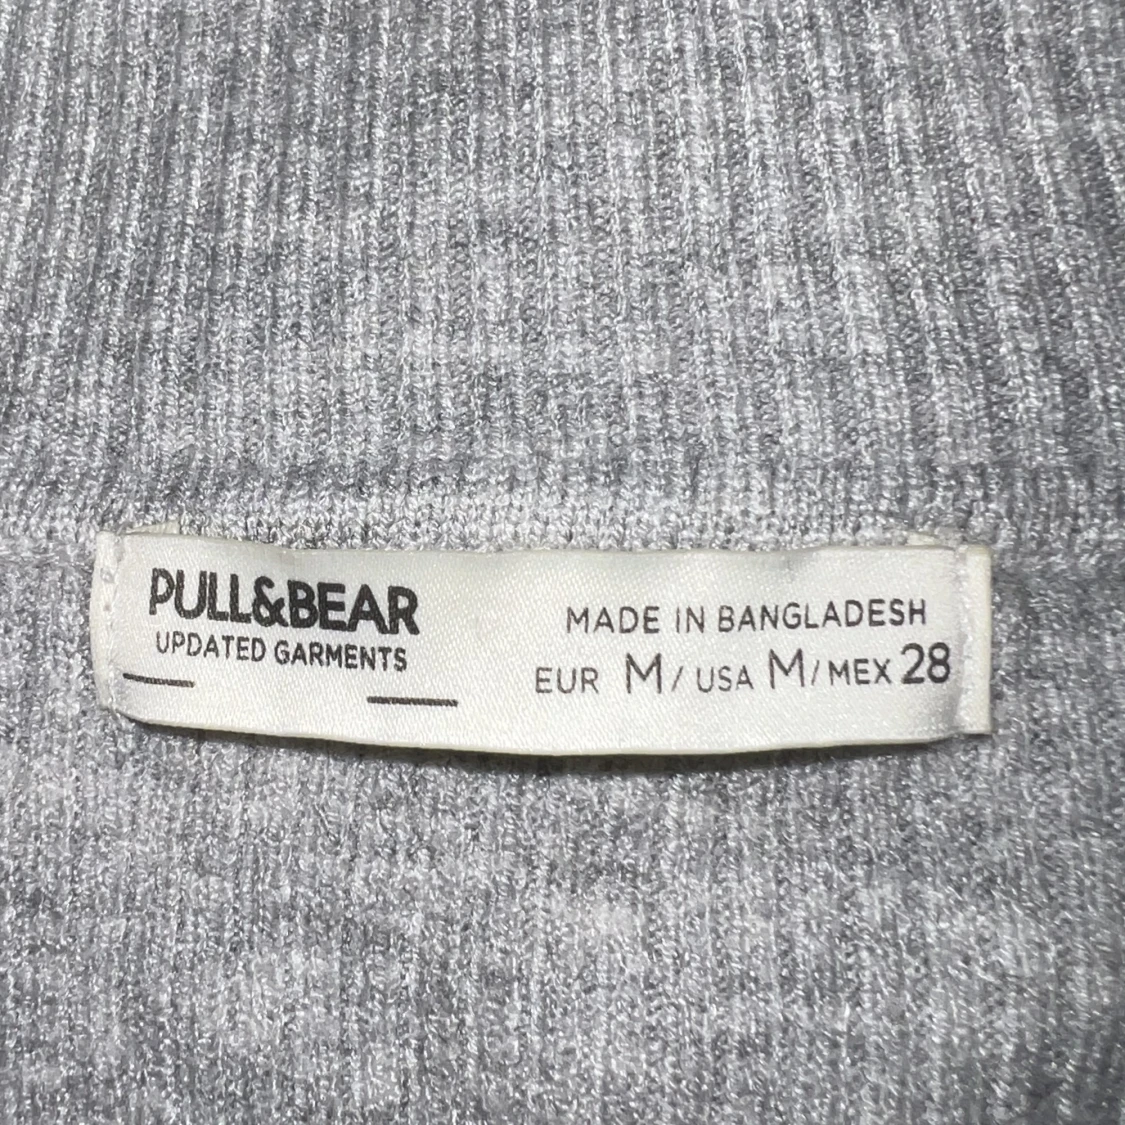 PULL&BEAR
UPDATED GARMENTS
MADE IN BANGLADESH
EUR M / USA M / MEX 28